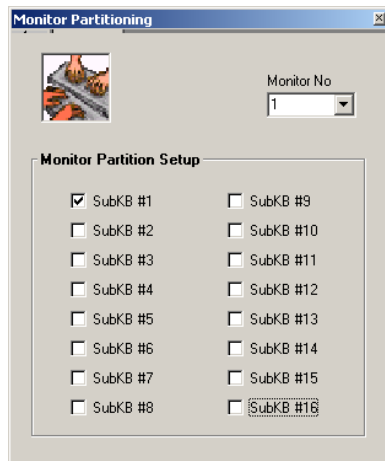 Monitor Partitioning
Monitor No
1
Monitor Partition Setup
SubKB #1 SubKB #9
SubKB #2 SubKB #10
SubKB #3 SubKB #11
SubKB #4 SubKB #12
SubKB #5 SubKB #13
SubKB #6 SubKB #14
SubKB #7 SubKB #15
SubKB #8 SubKB #16